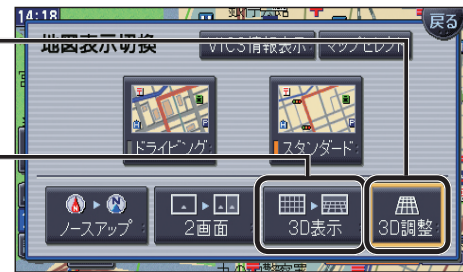 14:18
戻る
地図表示切換
VICS情報表示
マップセレクト
ドライビング
スタンダード
ノースアップ
2画面
3D表示
3D調整